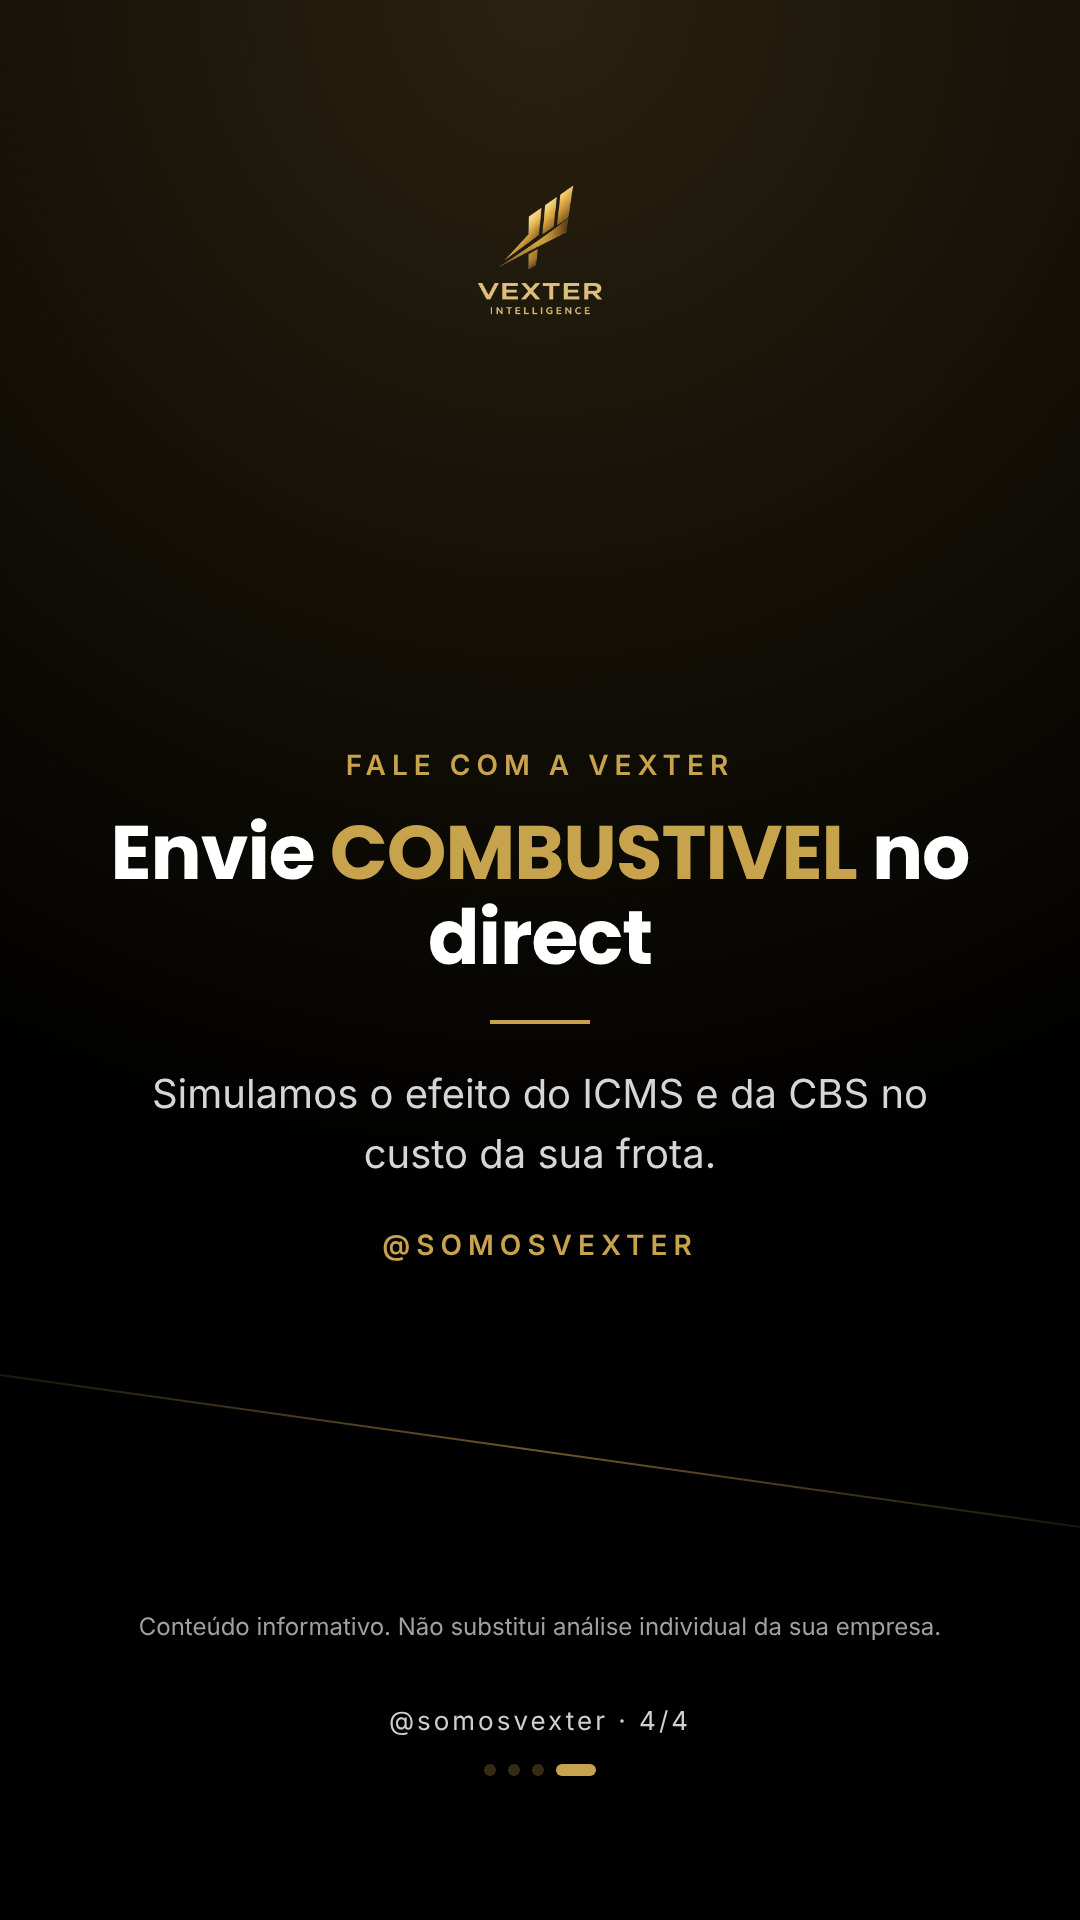 VEXTER
INTELLIGENCE
FALE COM A VEXTER
Envie COMBUSTIVEL no
direct
Simulamos o efeito do ICMS e da CBS no
custo da sua frota.
@SOMOSVEXTER
Conteúdo informativo. Não substitui análise individual da sua empresa.
@somosvexter · 4/4